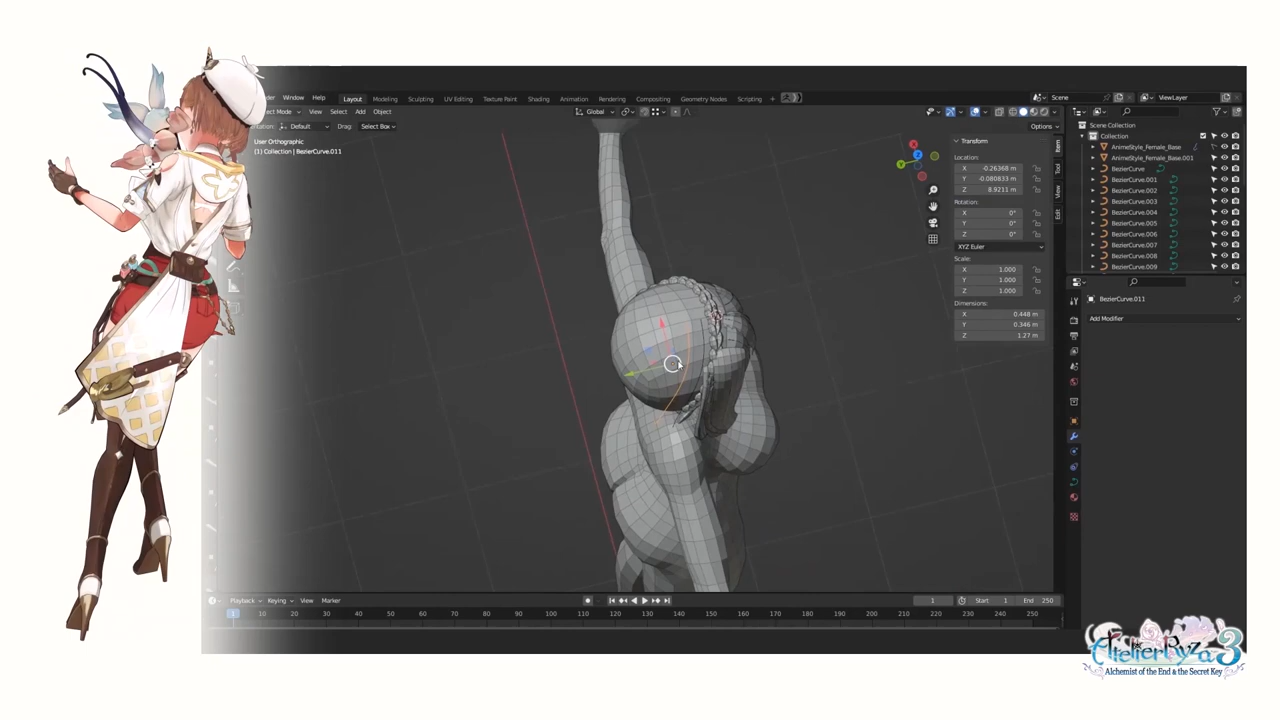 Window Help Layout Modeling Sculpting UV Editing Texture Paint Shading Animation Rendering Compositing Geometry Nodes Scripting + Scene ViewLayer
Mode Select View Select Add Object Global
Default Drag: Select Box Options
User Orthographic
(1) Collection | BezierCurve.011
Transform
Location:
X -0.26368 m
Y -0.080833 m
Z 8.9211 m
Rotation:
X 0°
Y 0°
Z 0°
XYZ Euler
Scale:
X 1.000
Y 1.000
Z 1.000
Dimensions:
X 0.448 m
Y 0.346 m
Z 1.27 m
Item
Tool
View
Edit
X
Y
Z
Scene Collection
Collection
AnimeStyle_Female_Base
AnimeStyle_Female_Base.001
BezierCurve
BezierCurve.001
BezierCurve.002
BezierCurve.003
BezierCurve.004
BezierCurve.005
BezierCurve.006
BezierCurve.007
BezierCurve.008
BezierCurve.009
BezierCurve.011
Add Modifier
Playback Keying View Marker 1 Start 1 End 250
1 10 20 30 40 50 60 70 80 90 100 110 120 130 140 150 160 170 180 190 200 210 220 230 240 250
Atelier Ryza 3
Alchemist of the End & the Secret Key